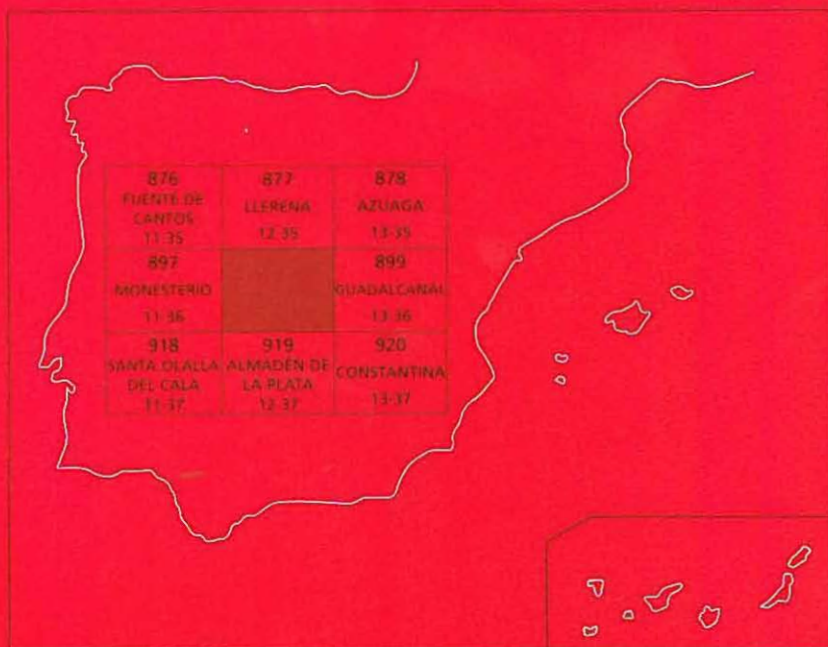 876
FUENTE DE
CANTOS
11-35
877
LLERENA
12-35
878
AZUAGA
13-35
897
MONESTERIO
11-36
899
GUADALCANAL
13-36
918
SANTA OLALLA
DEL CALA
11-37
919
ALMADÉN DE
LA PLATA
12-37
920
CONSTANTINA
13-37